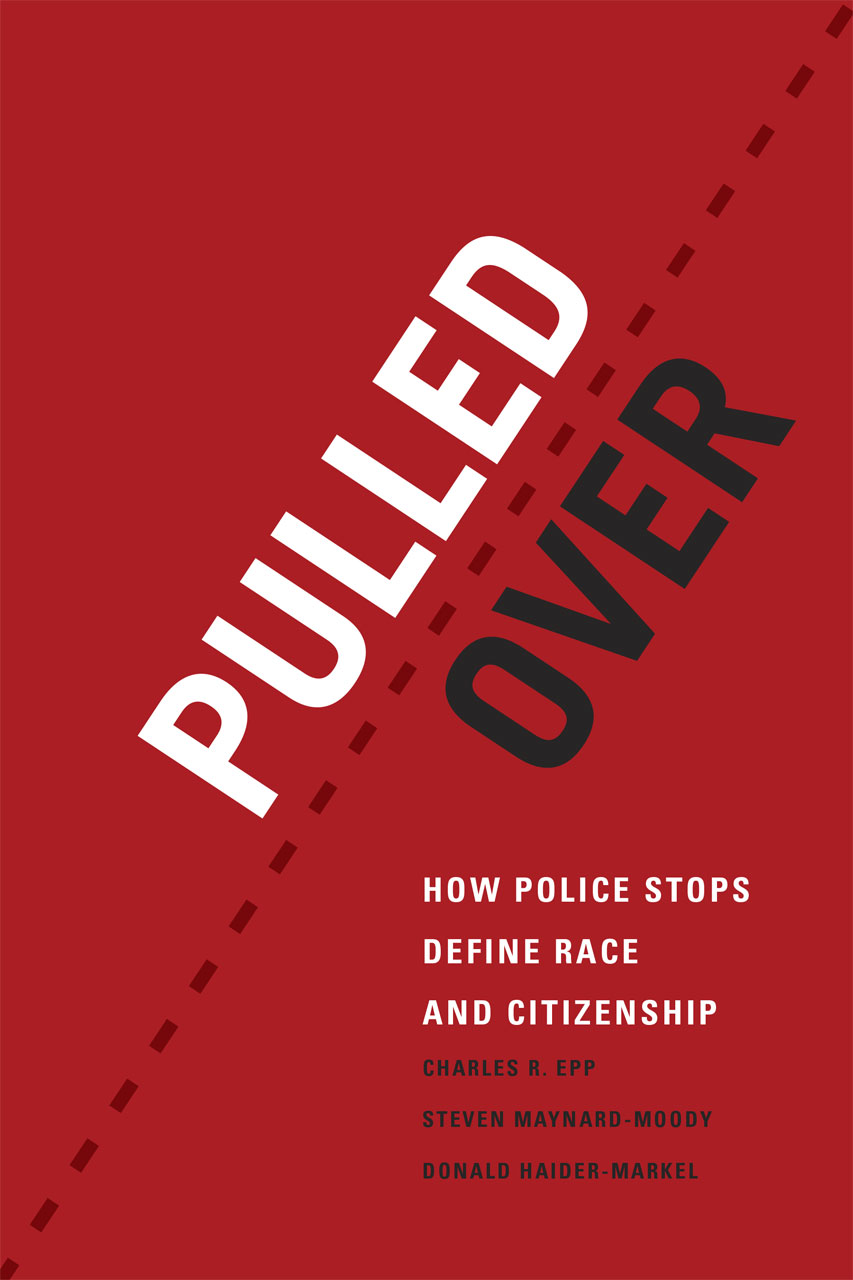 PULLED
OVER
HOW POLICE STOPS
DEFINE RACE
AND CITIZENSHIP
CHARLES R. EPP
STEVEN MAYNARD-MOODY
DONALD HAIDER-MARKEL